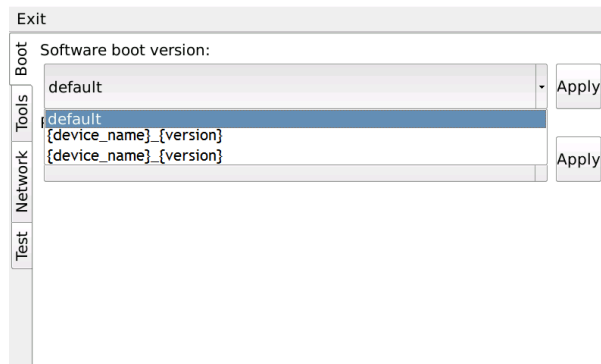 Exit
Boot
Tools
Network
Test
Software boot version:
default
Apply
default
{device_name}_{version}
{device_name}_{version}
Apply